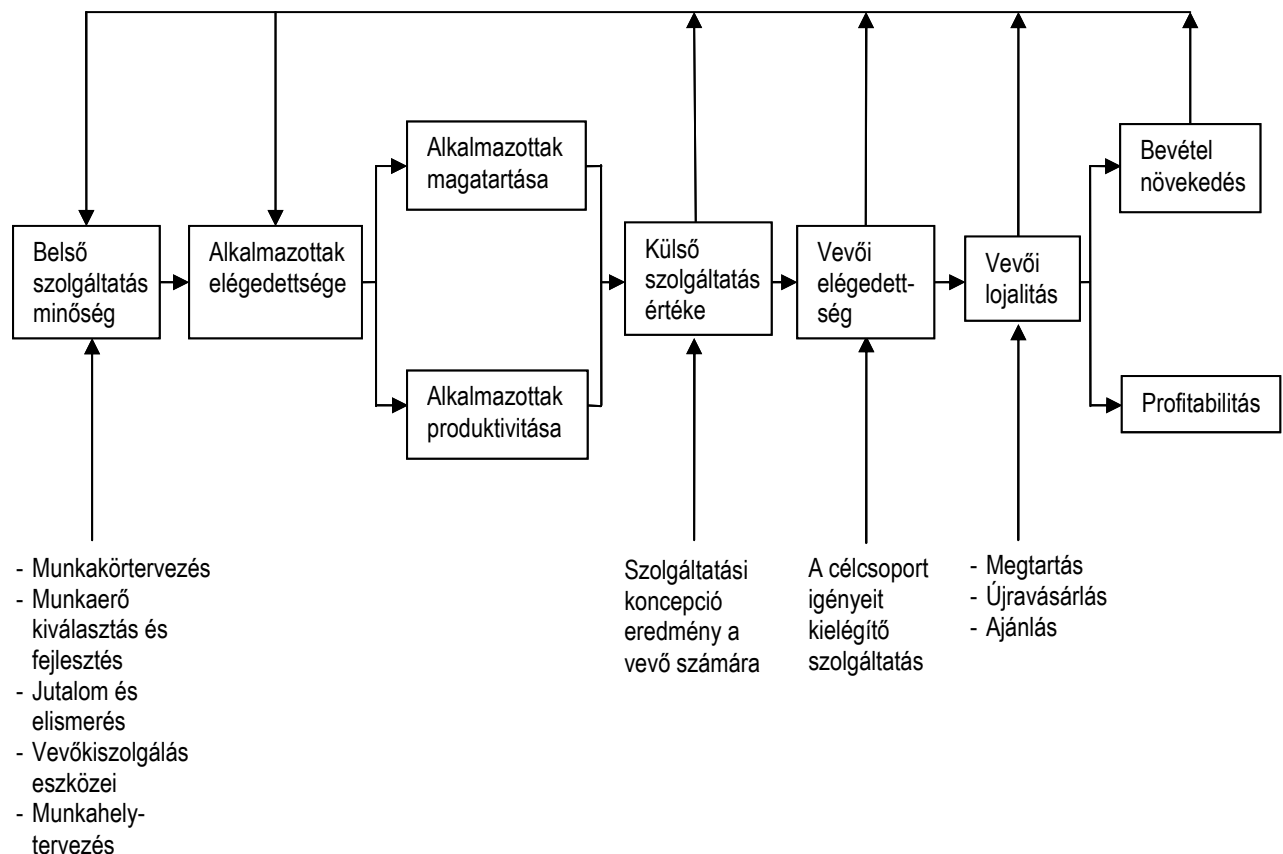 Alkalmazottak
magatartása
Bevétel
növekedés
Belső
szolgáltatás
minőség
Alkalmazottak
elégedettsége
Külső
szolgáltatás
értéke
Vevői
elégedett-
ség
Vevői
lojalitás
Alkalmazottak
produktivitása
Profitabilitás
- Munkakörtervezés
- Munkaerő
kiválasztás és
fejlesztés
- Jutalom és
elismerés
- Vevőkiszolgálás
eszközei
- Munkahely-
tervezés
Szolgáltatási
koncepció
eredmény a
vevő számára
A célcsoport
igényeit
kielégítő
szolgáltatás
- Megtartás
- Újravásárlás
- Ajánlás